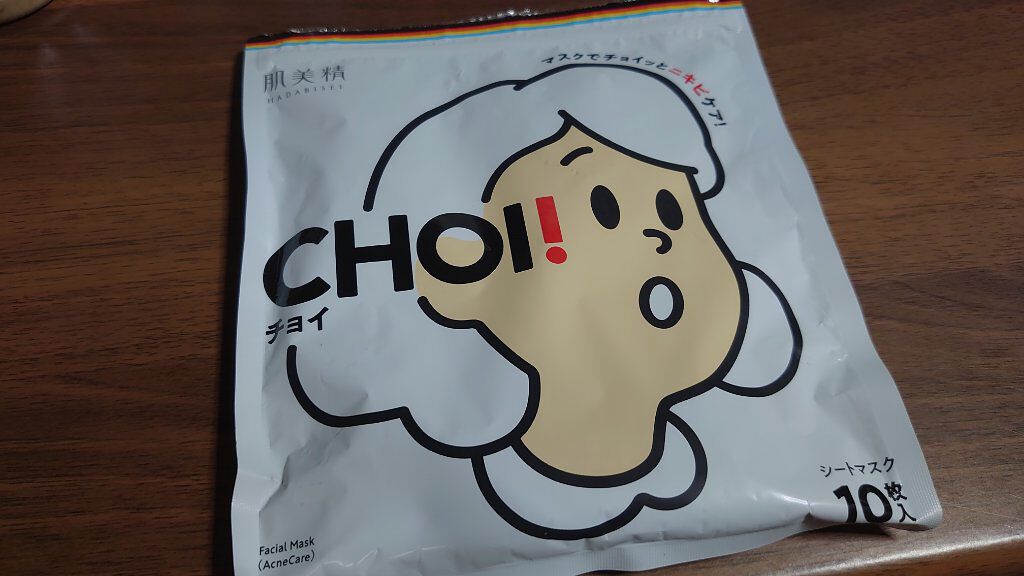 肌美精
HADABISEI
マスクでチョイッとニキビケア!
CHOI!
チョイ
シートマスク
10枚入
Facial Mask
(AcneCare)